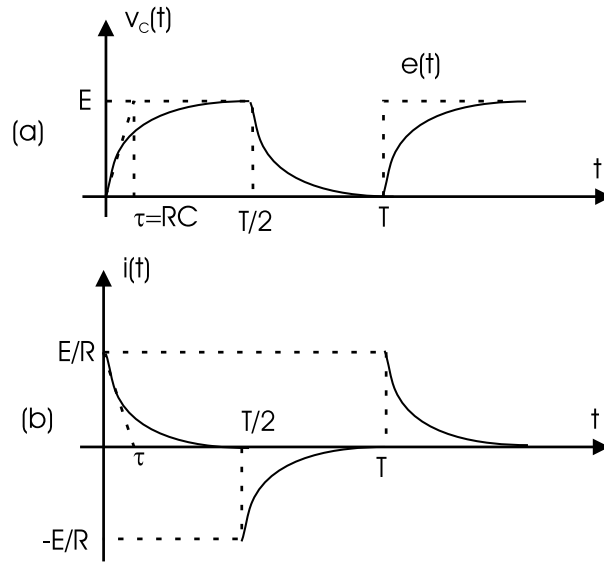 v_c(t)
e(t)
E
(a)
t
τ=RC
T/2
T
i(t)
E/R
(b)
T/2
t
τ
T
-E/R